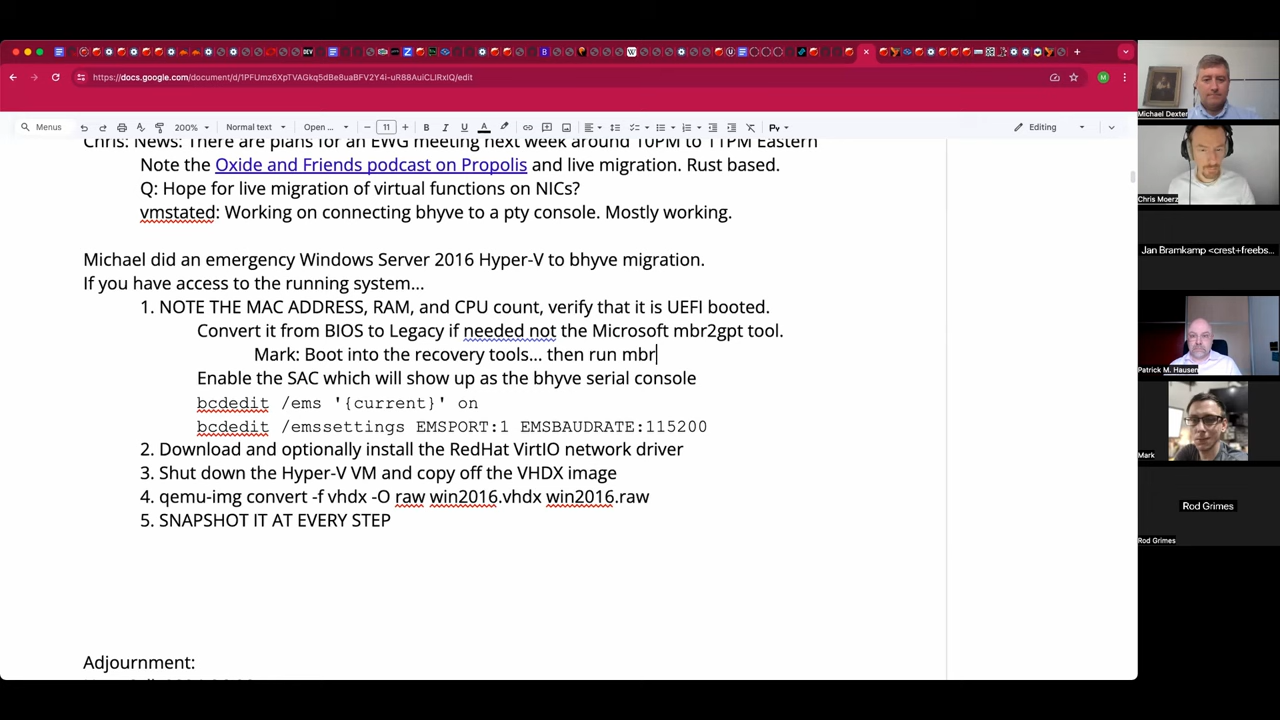 https://docs.google.com/document/d/1PFUmz6XpTVAGkq5dBe8uaBFV2Y4i-uR88AuiCLIRxIQ/edit
M
Menus
200%
Normal text
Open ...
11
B I U A
Editing
Chris: News: There are plans for an EWG meeting next week around 10PM to 11PM Eastern
Note the Oxide and Friends podcast on Propolis and live migration. Rust based.
Q: Hope for live migration of virtual functions on NICs?
vmstated: Working on connecting bhyve to a pty console. Mostly working.
Michael did an emergency Windows Server 2016 Hyper-V to bhyve migration.
If you have access to the running system...
1. NOTE THE MAC ADDRESS, RAM, and CPU count, verify that it is UEFI booted.
Convert it from BIOS to Legacy if needed not the Microsoft mbr2gpt tool.
Mark: Boot into the recovery tools... then run mbr
Enable the SAC which will show up as the bhyve serial console
bcdedit /ems '{current}' on
bcdedit /emssettings EMSPORT:1 EMSBAUDRATE:115200
2. Download and optionally install the RedHat VirtIO network driver
3. Shut down the Hyper-V VM and copy off the VHDX image
4. qemu-img convert -f vhdx -O raw win2016.vhdx win2016.raw
5. SNAPSHOT IT AT EVERY STEP
Adjournment:
Michael Dexter
Chris Moerz
Jan Bramkamp <crest+freebs...
Patrick M. Hausen
Mark
Rod Grimes
Rod Grimes